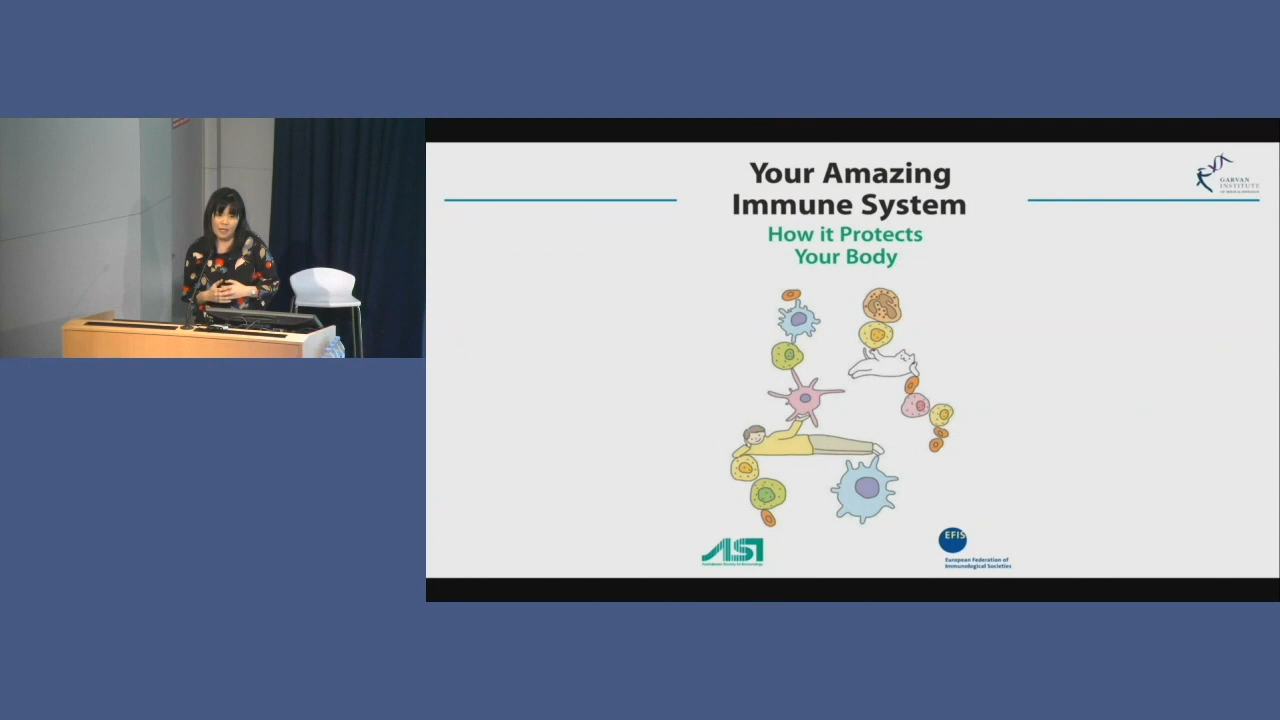 Your Amazing
Immune System
How it Protects
Your Body
GARVAN
INSTITUTE
ASI
EFIS
European Federation of
Immunological Societies